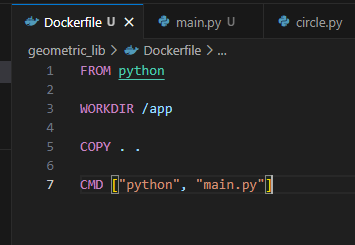 Dockerfile U × main.py U circle.py
geometric_lib > Dockerfile > ...
1 FROM python
2
3 WORKDIR /app
4
5 COPY . .
6
7 CMD ["python", "main.py"]